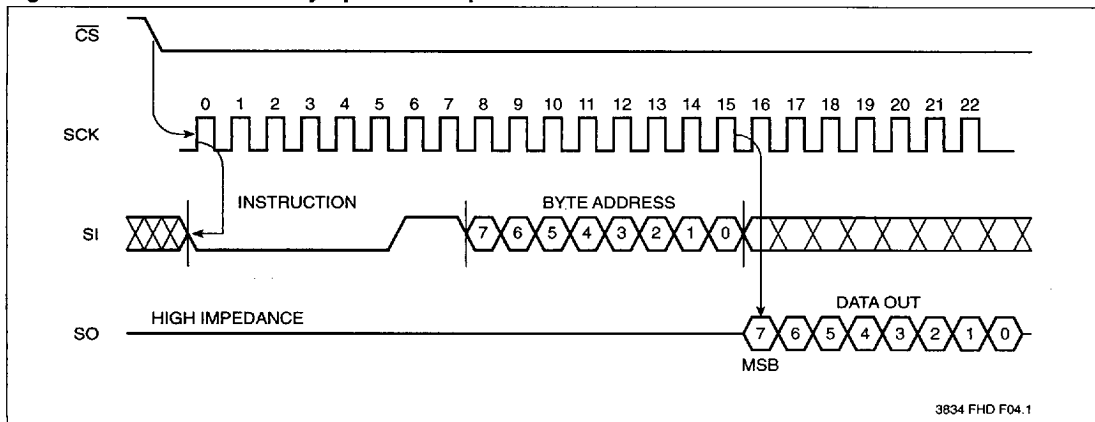 CS
0 1 2 3 4 5 6 7 8 9 10 11 12 13 14 15 16 17 18 19 20 21 22
SCK
INSTRUCTION
BYTE ADDRESS
SI
7 6 5 4 3 2 1 0
DATA OUT
HIGH IMPEDANCE
SO
7 6 5 4 3 2 1 0
MSB
3834 FHD F04.1